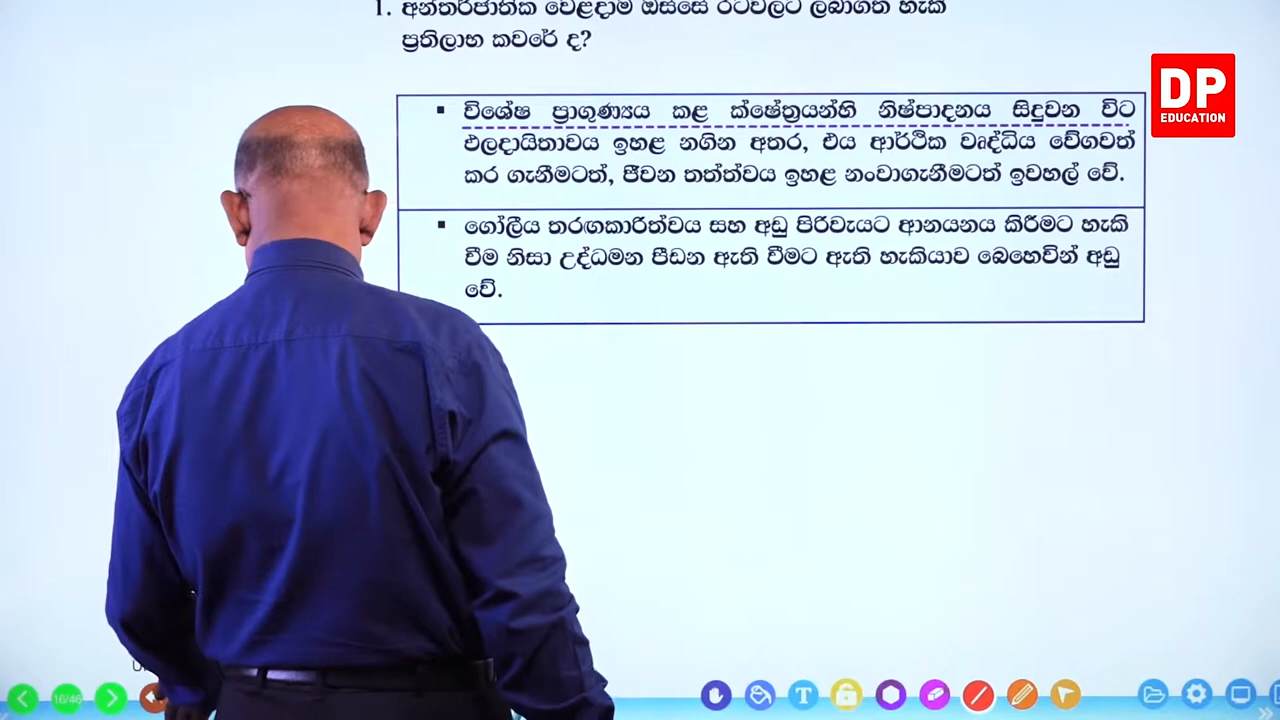 1. අන්තර්ජාතික වෙළඳාම ඔස්සේ රටවලට ලබාගත හැකි
ප්‍රතිලාභ කවරේ ද?
DP
EDUCATION
▪ විශේෂ ප්‍රාගුණ්‍යය කළ ක්ෂේත්‍රයන්හි නිෂ්පාදනය සිදුවන විට
ඵලදායිතාවය ඉහළ නගින අතර, එය ආර්ථික වෘද්ධිය වේගවත්
කර ගැනීමටත්, ජීවන තත්ත්වය ඉහළ නංවාගැනීමටත් ඉවහල් වේ.
▪ ගෝලීය තරඟකාරිත්වය සහ අඩු පිරිවැයට ආනයනය කිරීමට හැකි
වීම නිසා උද්ධමන පීඩන ඇති වීමට ඇති හැකියාව බෙහෙවින් අඩු
වේ.
16/46